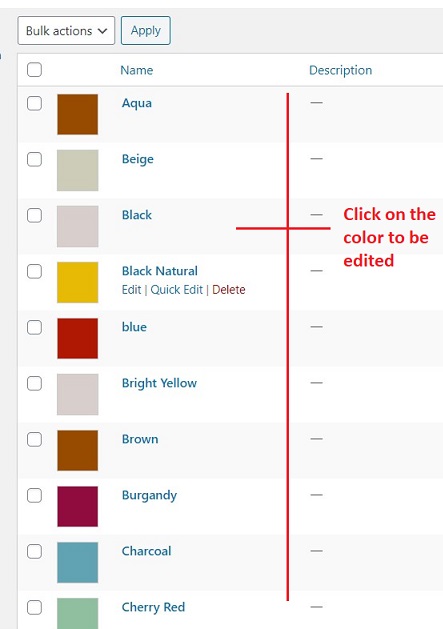 Bulk actions
Apply
Name Description
Aqua —
Beige —
Black —
Click on the
color to be
edited
Black Natural —
Edit | Quick Edit | Delete
blue —
Bright Yellow —
Brown —
Burgandy —
Charcoal —
Cherry Red —